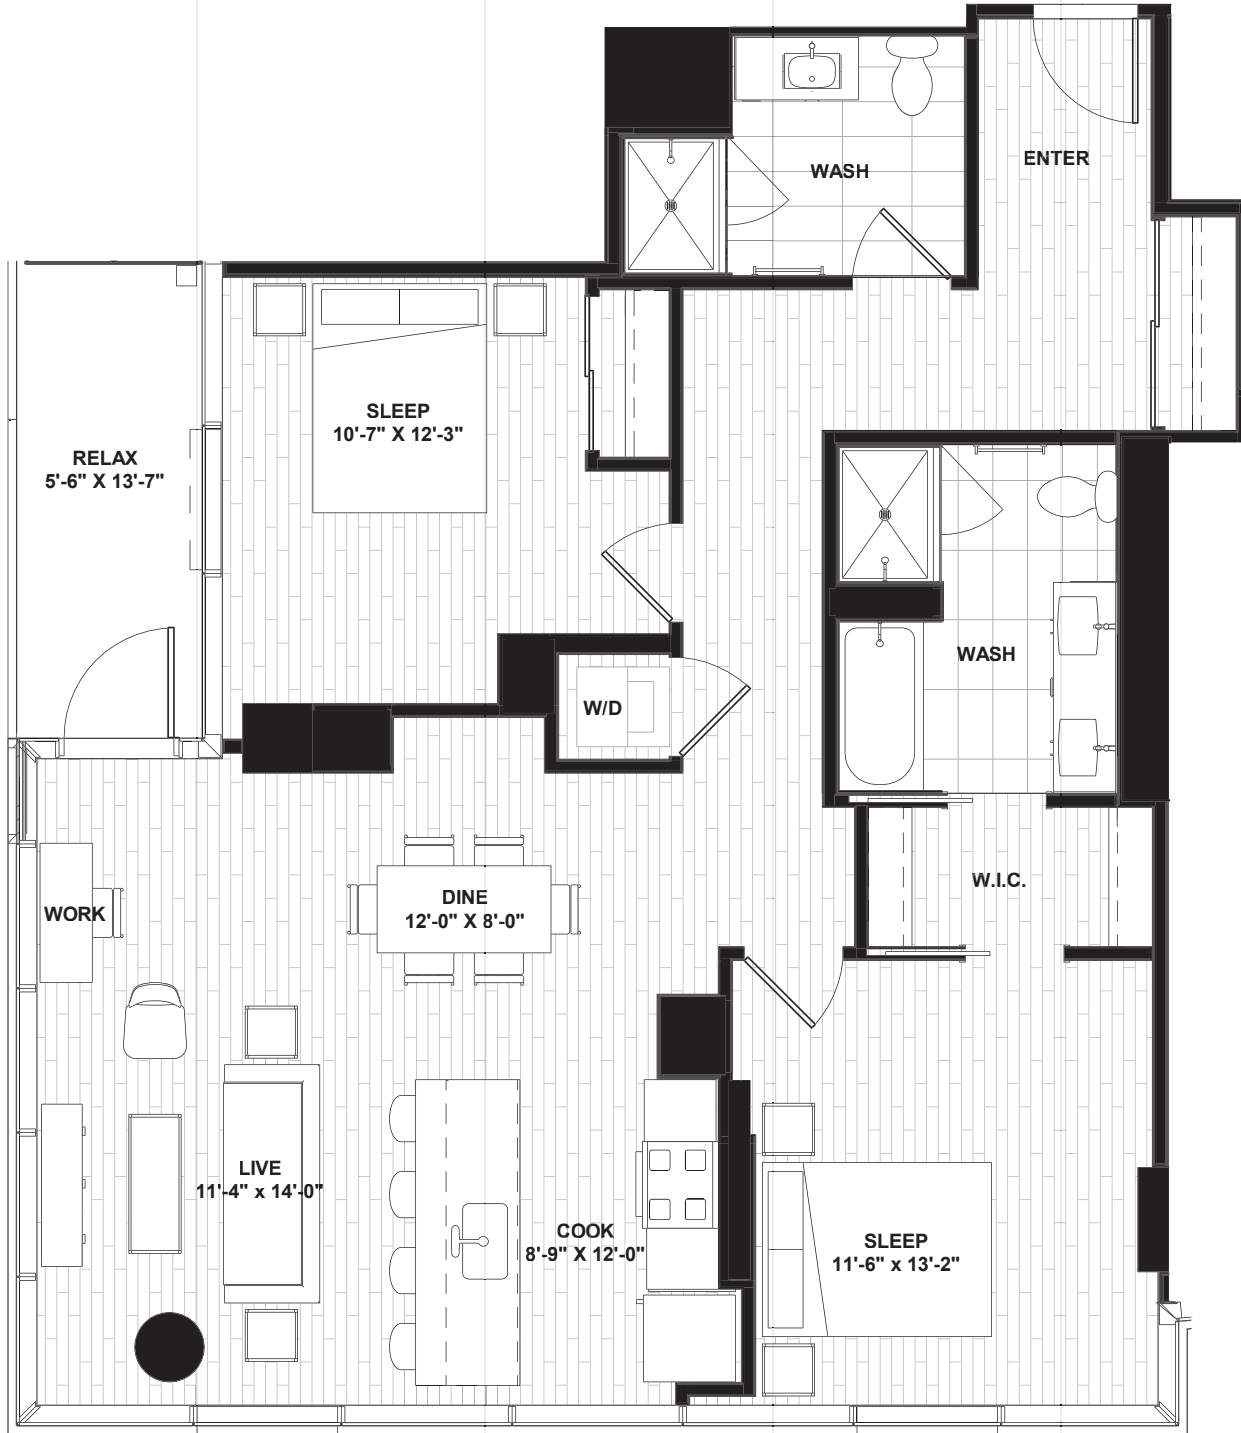 WASH
ENTER
SLEEP
10'-7" X 12'-3"
RELAX
5'-6" X 13'-7"
WASH
W/D
W.I.C.
DINE
12'-0" X 8'-0"
WORK
LIVE
11'-4" x 14'-0"
COOK
8'-9" X 12'-0"
SLEEP
11'-6" x 13'-2"